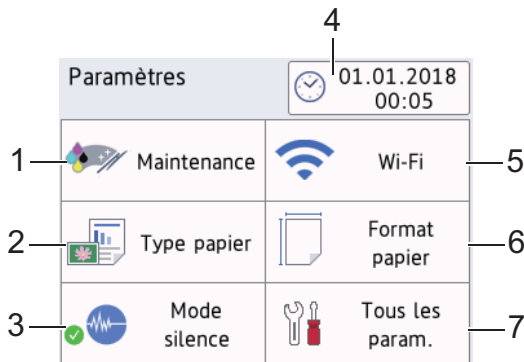 4
Paramètres
01.01.2018
00:05
1
Maintenance
Wi-Fi
5
2
Type papier
Format
papier
6
3
Mode
silence
Tous les
param.
7